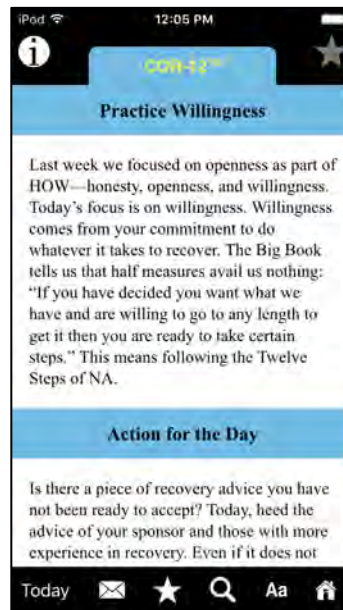 iPod 12:05 PM
i
COR-12™
Practice Willingness
Last week we focused on openness as part of
HOW—honesty, openness, and willingness.
Today's focus is on willingness. Willingness
comes from your commitment to do
whatever it takes to recover. The Big Book
tells us that half measures avail us nothing:
“If you have decided you want what we
have and are willing to go to any length to
get it then you are ready to take certain
steps.” This means following the Twelve
Steps of NA.
Action for the Day
Is there a piece of recovery advice you have
not been ready to accept? Today, heed the
advice of your sponsor and those with more
experience in recovery. Even if it does not
Today Aa